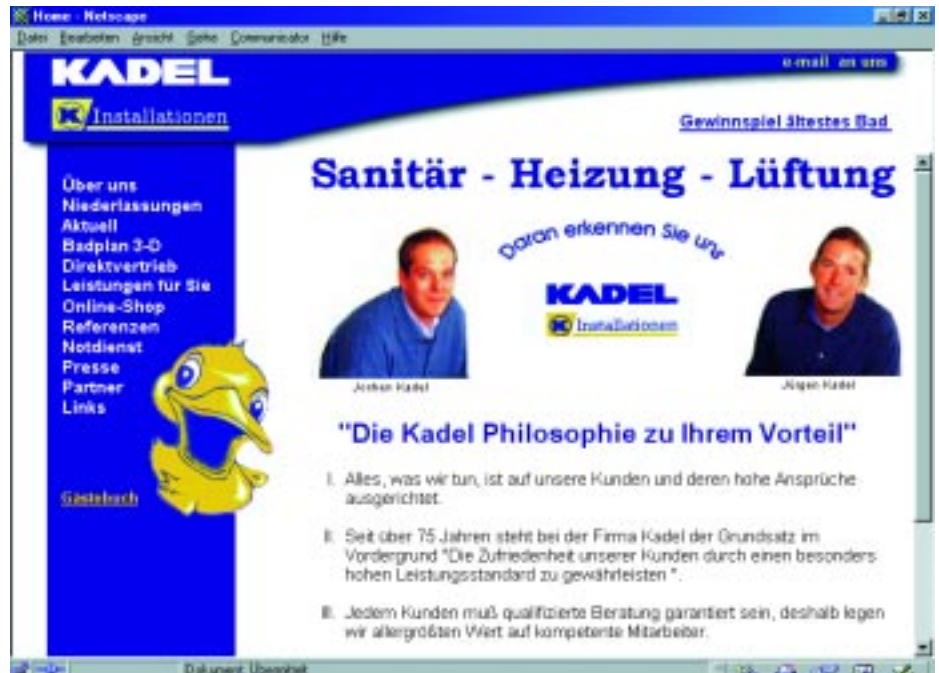 Home - Netscape
Datei Bearbeiten Ansicht Gehe Communicator Hilfe
KADEL
e-mail an uns
K Installationen
Gewinnspiel ältestes Bad
Sanitär - Heizung - Lüftung
Über uns
Niederlassungen
Aktuell
Badplan 3-D
Direktvertrieb
Leistungen für Sie
Online-Shop
Referenzen
Notdienst
Presse
Partner
Links
Gästebuch
Daran erkennen Sie uns
KADEL
K Installationen
Jochen Kadel
Jürgen Kadel
"Die Kadel Philosophie zu Ihrem Vorteil"
I. Alles, was wir tun, ist auf unsere Kunden und deren hohe Ansprüche
ausgerichtet.
II. Seit über 75 Jahren steht bei der Firma Kadel der Grundsatz im
Vordergrund "Die Zufriedenheit unserer Kunden durch einen besonders
hohen Leistungsstandard zu gewährleisten ".
III. Jedem Kunden muß qualifizierte Beratung garantiert sein, deshalb legen
wir allergrößten Wert auf kompetente Mitarbeiter.
Dokument: Übermittelt